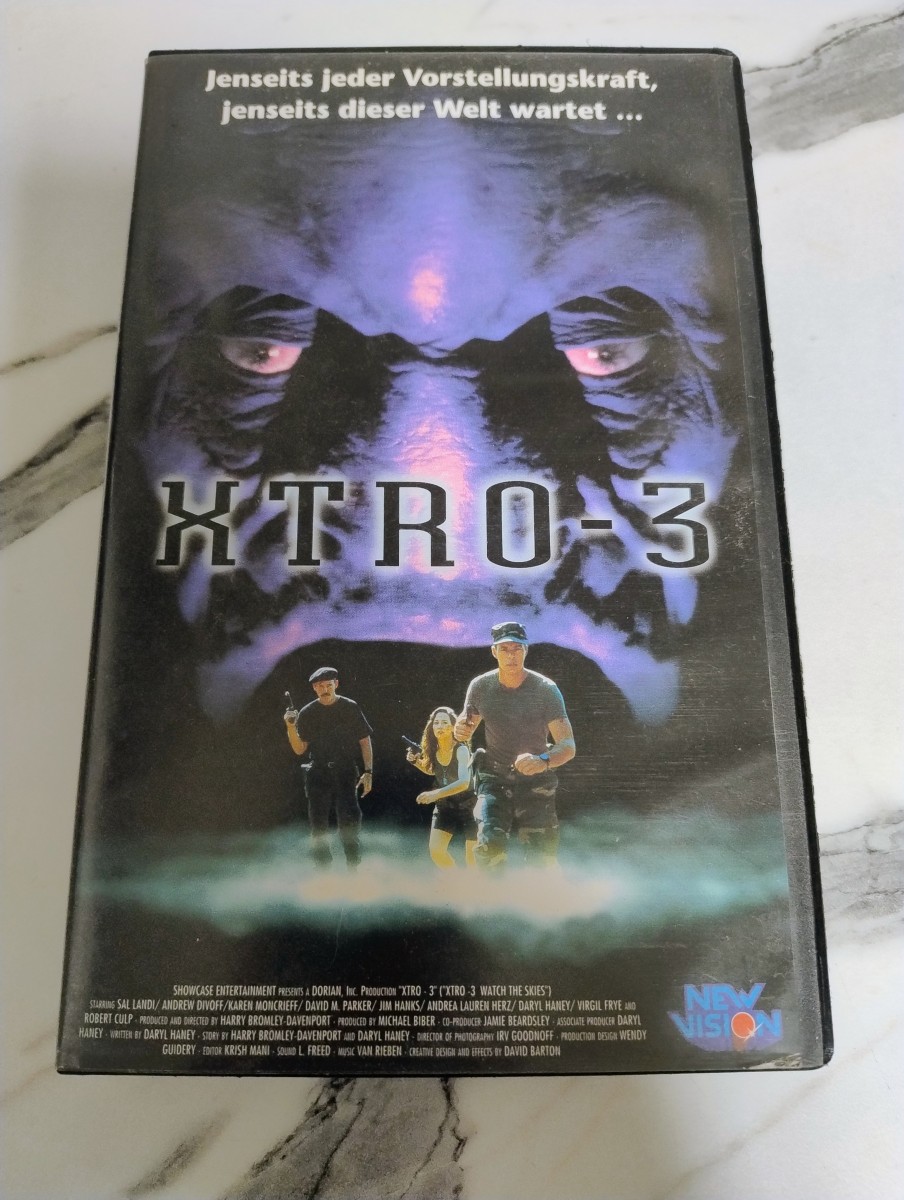 Jenseits jeder Vorstellungskraft,
jenseits dieser Welt wartet ...
XTRO-3
SHOWCASE ENTERTAINMENT PRESENTS A DORIAN, INC. PRODUCTION "XTRO - 3" ("XTRO -3 WATCH THE SKIES")
STARRING SAL LANDI/ ANDREW DIVOFF/KAREN MONCRIEFF/ DAVID M. PARKER/ JIM HANKS/ ANDREA LAUREN HERZ/ DARYL HANEY/ VIRGIL FRYE AND
ROBERT CULP · PRODUCED AND DIRECTED BY HARRY BROMLEY-DAVENPORT · PRODUCED BY MICHAEL BIBER · CO-PRODUCER JAMIE BEARDSLEY · ASSOCIATE PRODUCER DARYL
HANEY · WRITTEN BY DARYL HANEY · STORY BY HARRY BROMLEY-DAVENPORT AND DARYL HANEY · DIRECTOR OF PHOTOGRAPHY IRV GOODNOFF · PRODUCTION DESIGN WENDY
GUIDERY · EDITOR KRISH MANI · SOUND L. FREED · MUSIC VAN RIEBEN · CREATIVE DESIGN AND EFFECTS BY DAVID BARTON
NEW
VISION